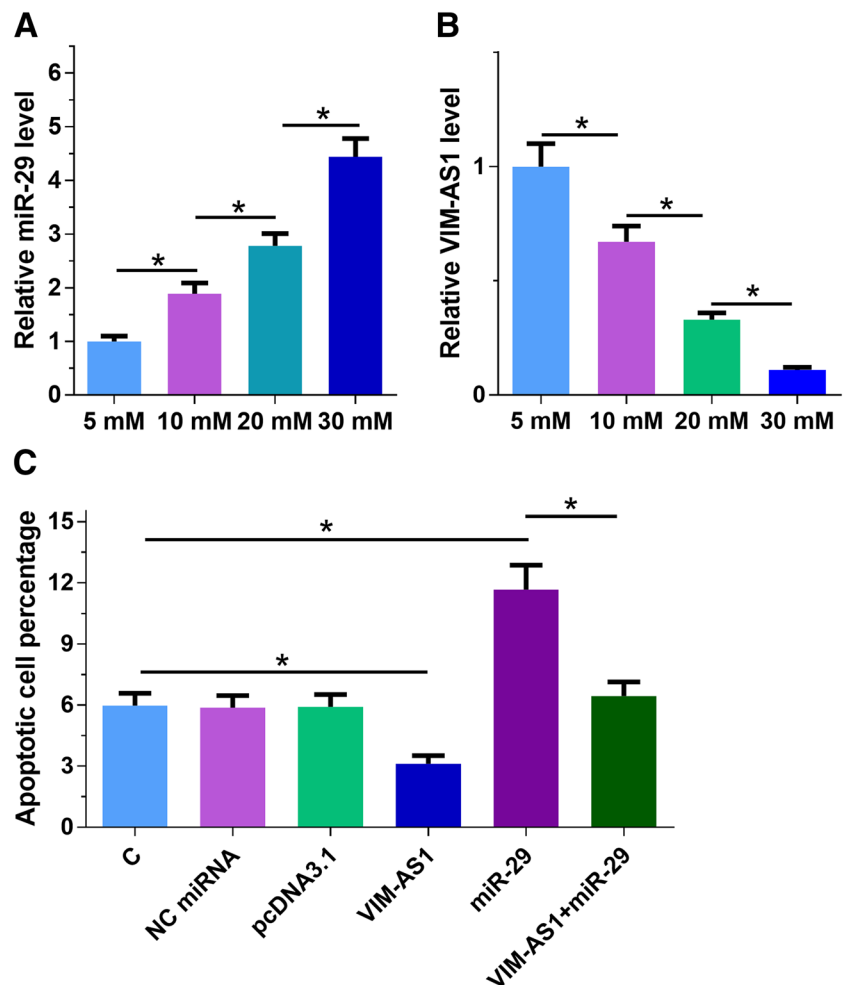 A
Relative miR-29 level
6
5
4
3
2
1
0
*
*
*
5 mM 10 mM 20 mM 30 mM
B
Relative VIM-AS1 level
1
0
*
*
*
5 mM 10 mM 20 mM 30 mM
C
Apoptotic cell percentage
15
12
9
6
3
0
*
*
*
C
NC miRNA
pcDNA3.1
VIM-AS1
miR-29
VIM-AS1+miR-29